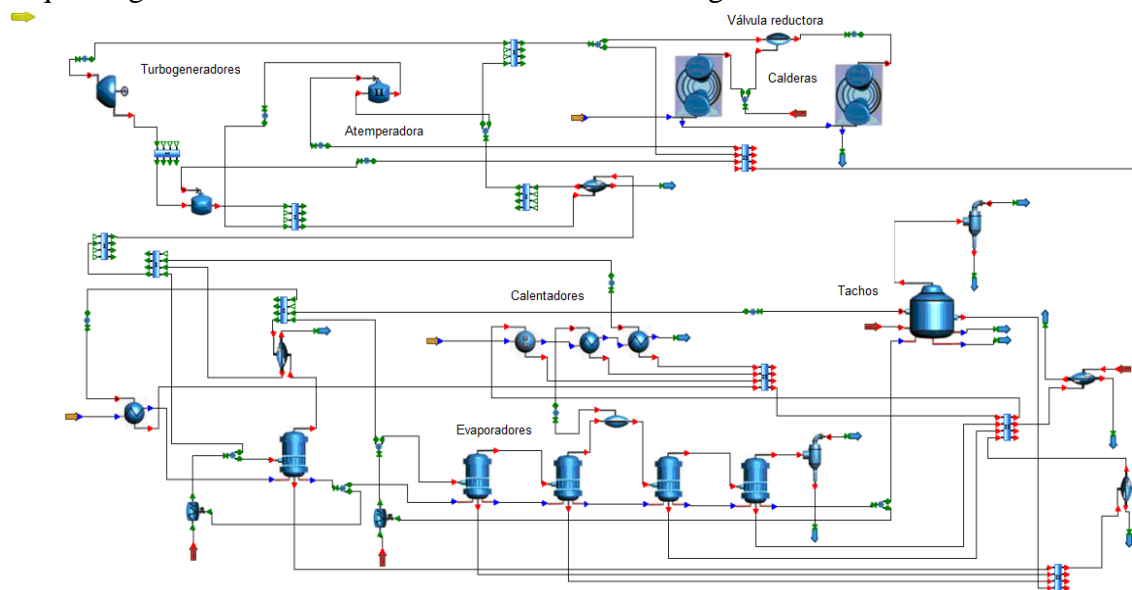 Válvula reductora
Turbogeneradores
Calderas
Atemperadora
Calentadores
Tachos
Evaporadores